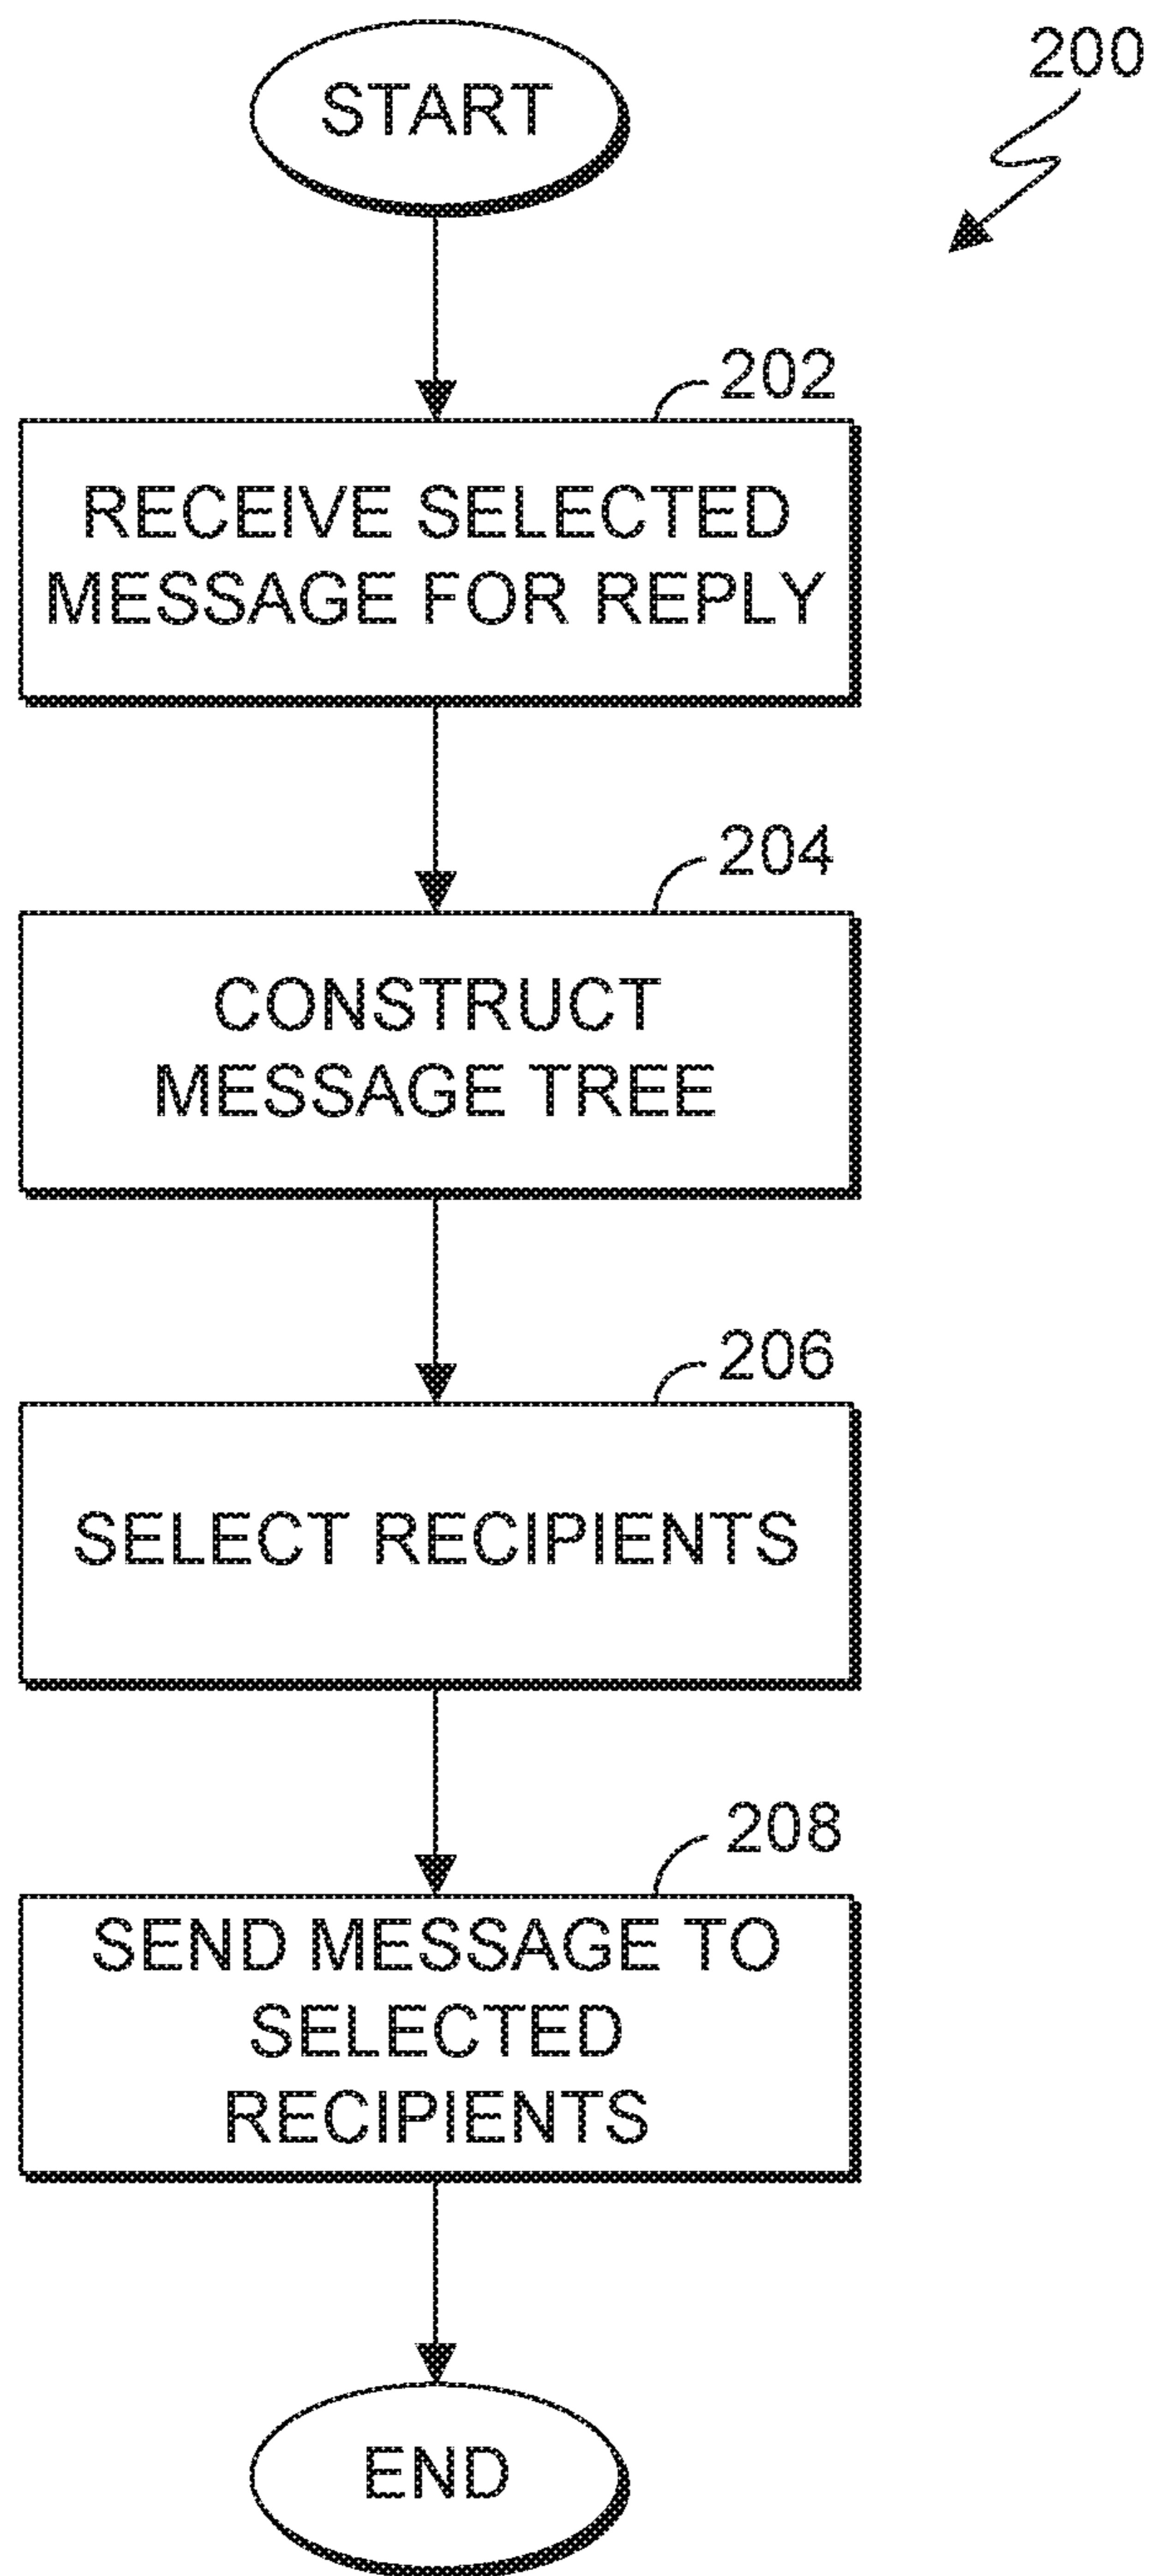 START
200
202
RECEIVE SELECTED
MESSAGE FOR REPLY
204
CONSTRUCT
MESSAGE TREE
206
SELECT RECIPIENTS
208
SEND MESSAGE TO
SELECTED
RECIPIENTS
END